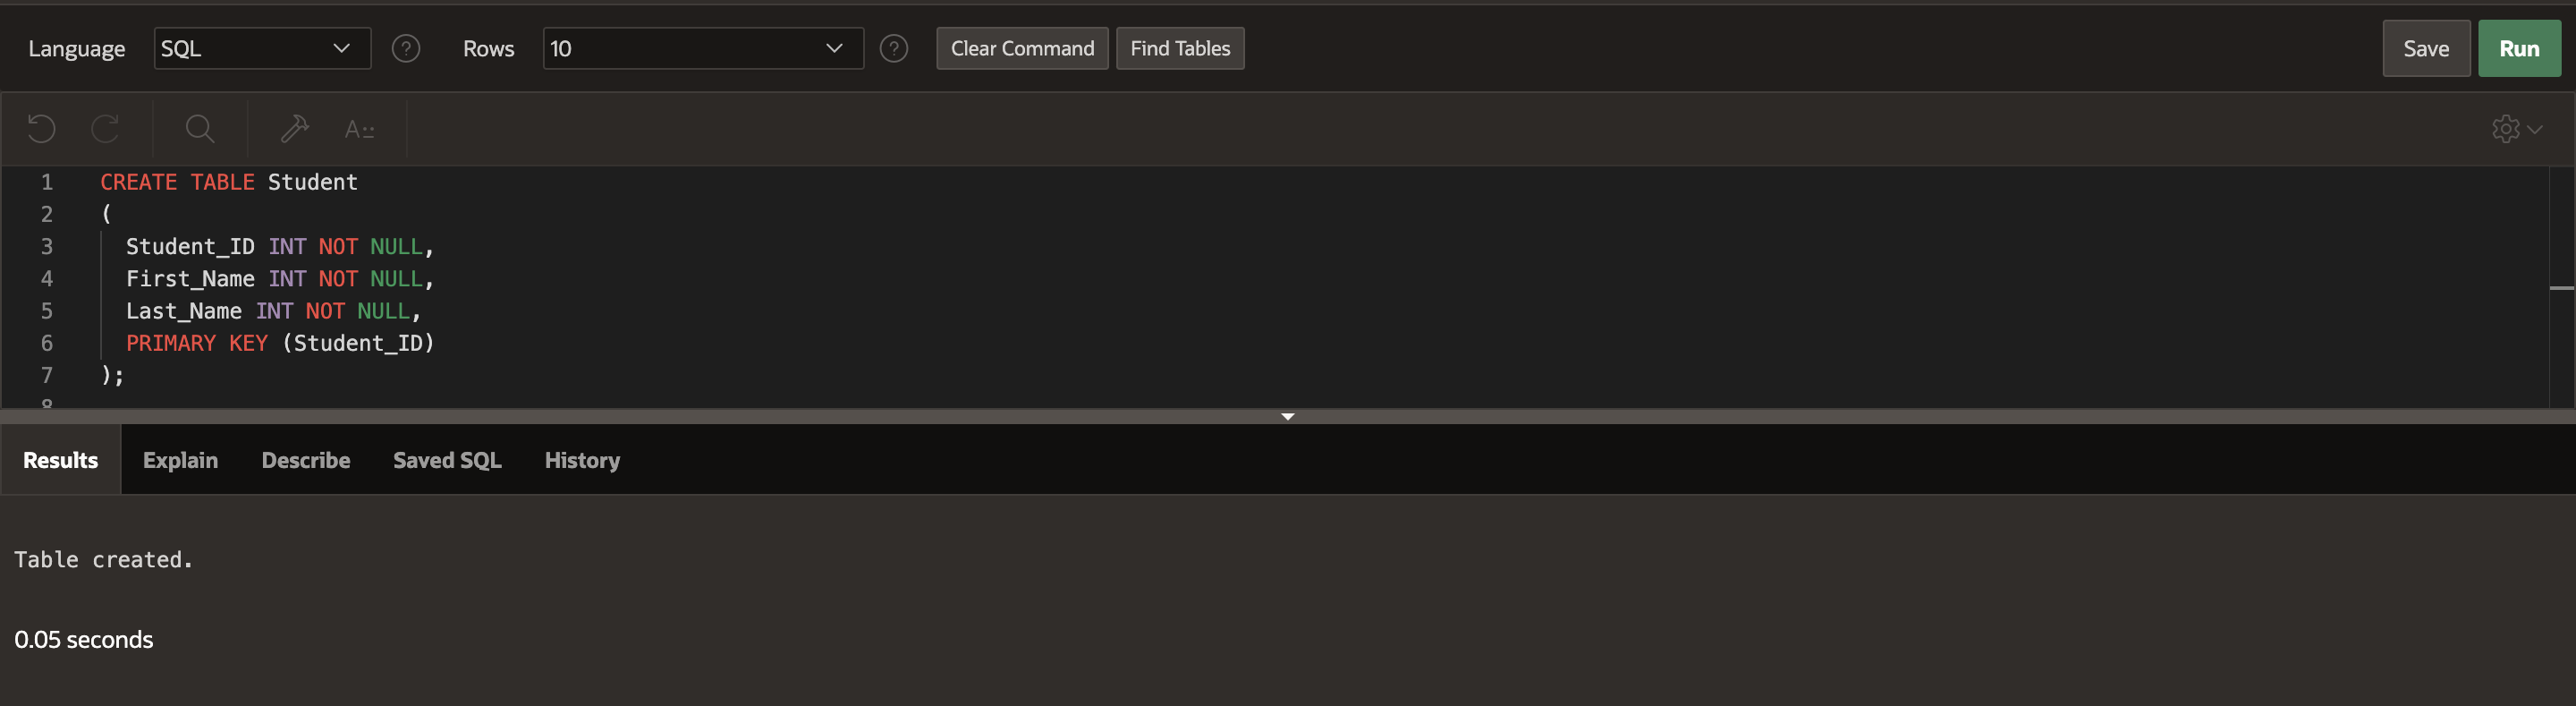 Language SQL ? Rows 10 ? Clear Command Find Tables Save Run
A::
1 CREATE TABLE Student
2 (
3 Student_ID INT NOT NULL,
4 First_Name INT NOT NULL,
5 Last_Name INT NOT NULL,
6 PRIMARY KEY (Student_ID)
7 );
8
Results Explain Describe Saved SQL History
Table created.
0.05 seconds